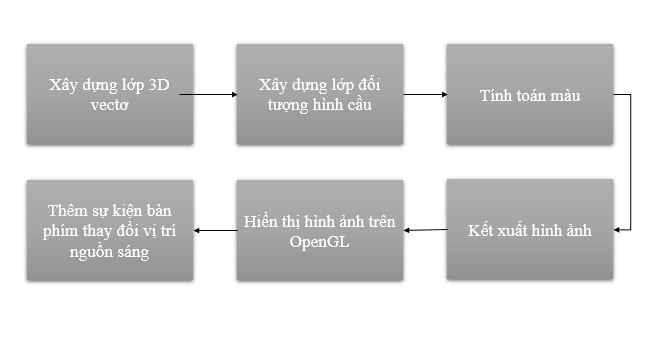 Xây dựng lớp 3D
vectơ
Xây dựng lớp đối
tượng hình cầu
Tính toán màu
Kết xuất hình ảnh
Hiển thị hình ảnh trên
OpenGL
Thêm sự kiện bàn
phím thay đổi vị trí
nguồn sáng